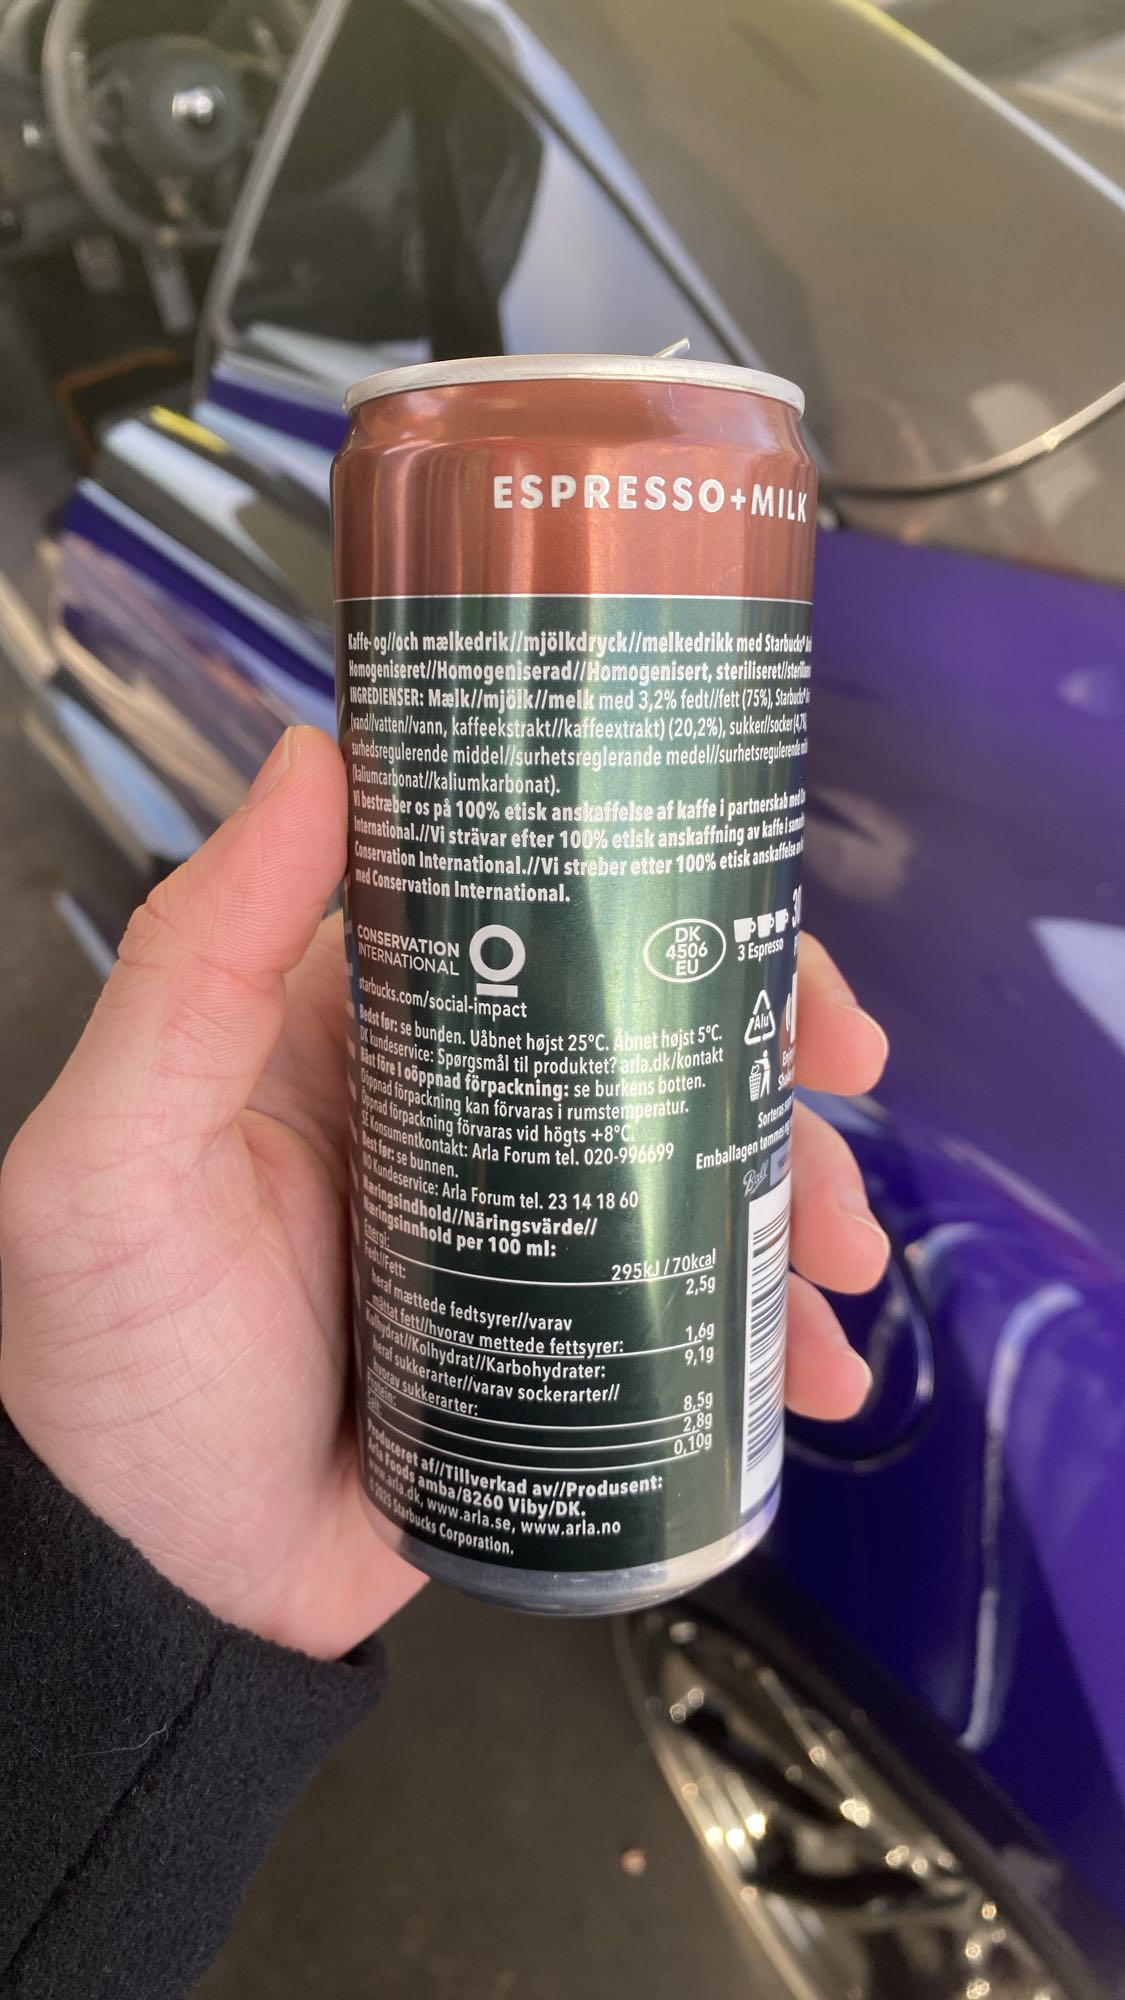 ESPRESSO+MILK
Kaffe- og//och mælkedrik//mjölkdryck//melkedrikk med Starbucks®
Homogeniseret//Homogeniserad//Homogenisert, steriliseret//
INGREDIENSER: Mælk//mjölk//melk med 3,2% fedt//fett (75%), Starbucks®
(vand//vatten//vann, kaffeekstrakt//kaffeextrakt) (20,2%), sukker//socker (4,7%
surhedsregulerende middel//surhetsreglerande medel//surhetsregulerende
(kaliumcarbonat//kaliumkarbonat).
Vi bestræber os på 100% etisk anskaffelse af kaffe i partnerskab med
International.//Vi strävar efter 100% etisk anskaffning av kaffe i
Conservation International.//Vi streber etter 100% etisk anskaffelse
med Conservation International.
CONSERVATION
INTERNATIONAL
starbucks.com/social-impact
DK
4506
EU
3 Espresso
Alu
Bedst før: se bunden. Uåbnet højst 25°C. Åbnet højst 5°C.
DK kundeservice: Spørgsmål til produktet? arla.dk/kontakt
Bäst före I oöppnad förpackning: se burkens botten.
Oöppnad förpackning kan förvaras i rumstemperatur.
Öppnad förpackning förvaras vid högts +8°C.
SE Konsumentkontakt: Arla Forum tel. 020-996699
Best før: se bunnen.
NO Kundeservice: Arla Forum tel. 23 14 18 60
Sorteras
Emballagen tømmes
Ball
Næringsindhold//Näringsvärde//
Næringsinnhold per 100 ml:
Energi: 295kJ / 70kcal
Fedt//Fett: 2,5g
heraf mættede fedtsyrer//varav
mättat fett//hvorav mettede fettsyrer: 1,6g
Kulhydrat//Kolhydrat//Karbohydrater: 9,1g
heraf sukkerarter//varav sockerarter//
hvorav sukkerarter: 8,5g
Protein: 2,8g
Salt: 0,10g
Produceret af//Tillverkad av//Produsent:
Arla Foods amba/8260 Viby/DK.
www.arla.dk, www.arla.se, www.arla.no
©2025 Starbucks Corporation.